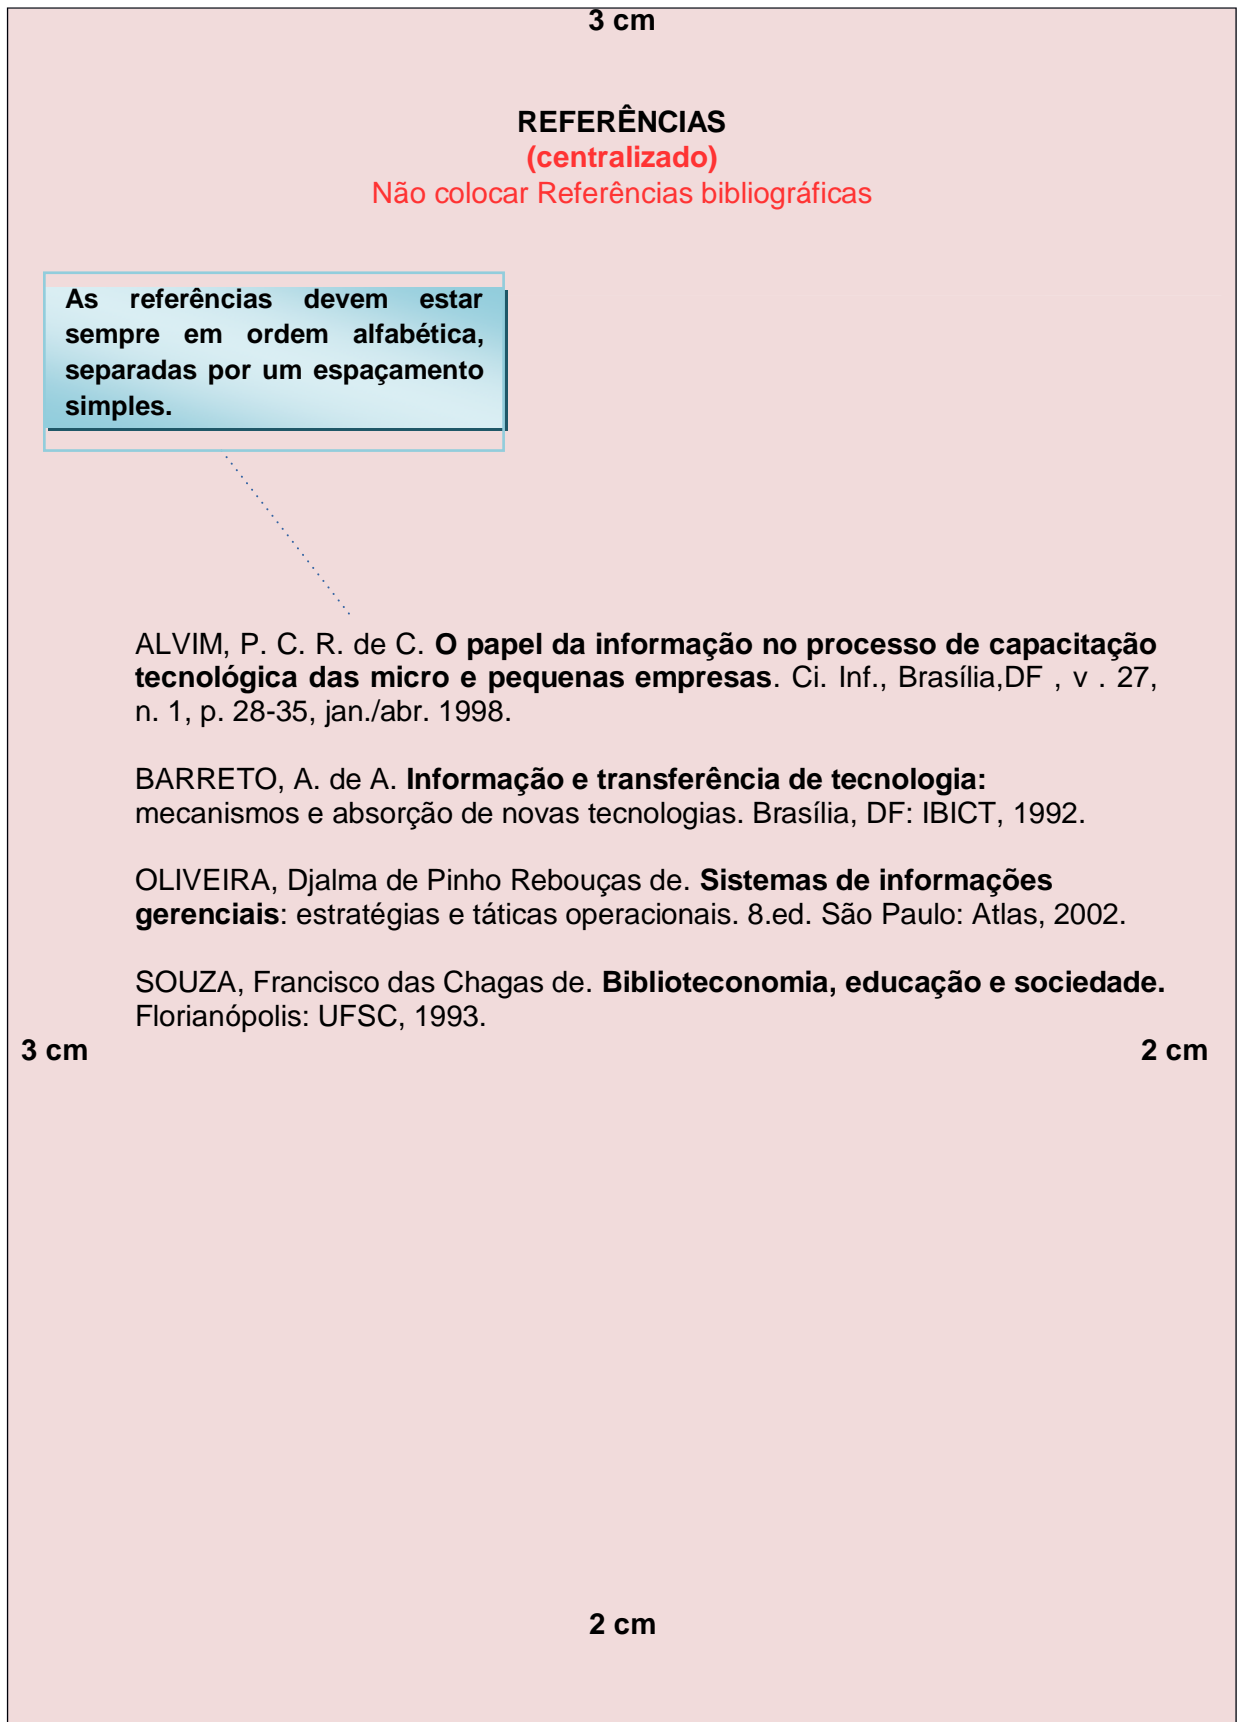 3 cm
REFERÊNCIAS
(centralizado)
Não colocar Referências bibliográficas
As referências devem estar
sempre em ordem alfabética,
separadas por um espaçamento
simples.
ALVIM, P. C. R. de C. O papel da informação no processo de capacitação
tecnológica das micro e pequenas empresas. Ci. Inf., Brasília,DF , v . 27,
n. 1, p. 28-35, jan./abr. 1998.
BARRETO, A. de A. Informação e transferência de tecnologia:
mecanismos e absorção de novas tecnologias. Brasília, DF: IBICT, 1992.
OLIVEIRA, Djalma de Pinho Rebouças de. Sistemas de informações
gerenciais: estratégias e táticas operacionais. 8.ed. São Paulo: Atlas, 2002.
SOUZA, Francisco das Chagas de. Biblioteconomia, educação e sociedade.
Florianópolis: UFSC, 1993.
3 cm
2 cm
2 cm